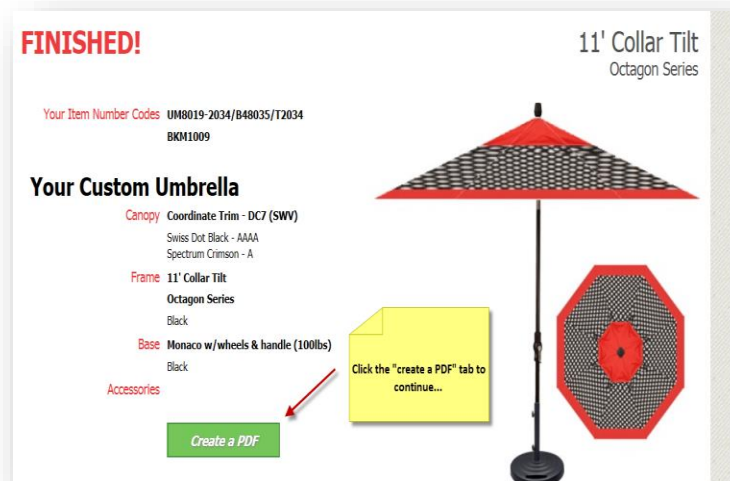 FINISHED!
11' Collar Tilt
Octagon Series
Your Item Number Codes UM8019-2034/B48035/T2034
BKM1009
Your Custom Umbrella
Canopy Coordinate Trim - DC7 (SWV)
Swiss Dot Black - AAAA
Spectrum Crimson - A
Frame 11' Collar Tilt
Octagon Series
Black
Base Monaco w/wheels & handle (100lbs)
Black
Accessories
Click the "create a PDF" tab to
continue...
Create a PDF